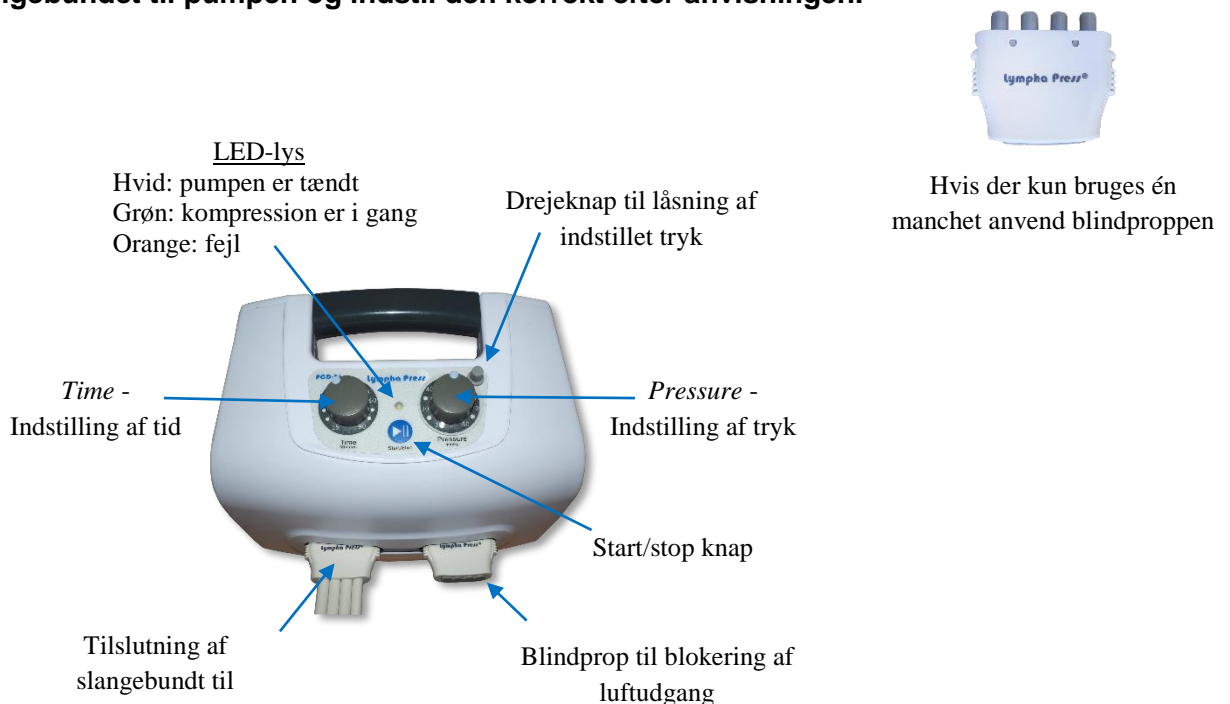 til pumpen og indstil den korrekt efter anvisningen.
Lympha Press®
LED-lys
Hvid: pumpen er tændt
Grøn: kompression er i gang
Orange: fejl
Drejeknap til låsning af
indstillet tryk
Hvis der kun bruges én
manchet anvend blindproppen
Time -
Indstilling af tid
Lympha Press
Time
Pressure
Pressure -
Indstilling af tryk
Start/stop knap
Lympha Press®
Lympha Press®
Tilslutning af
slangebundt til
Blindprop til blokering af
luftudgang